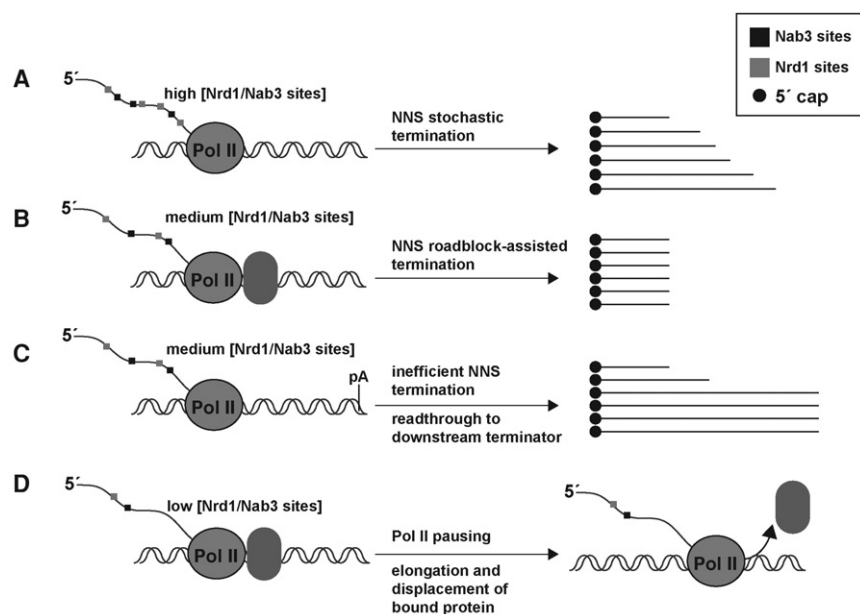 Nab3 sites
Nrd1 sites
5´ cap
A
5´
high [Nrd1/Nab3 sites]
Pol II
NNS stochastic
termination
B
5´
medium [Nrd1/Nab3 sites]
Pol II
NNS roadblock-assisted
termination
C
5´
medium [Nrd1/Nab3 sites]
Pol II
pA
inefficient NNS
termination
readthrough to
downstream terminator
D
5´
low [Nrd1/Nab3 sites]
Pol II
Pol II pausing
elongation and
displacement of
bound protein
5´
Pol II